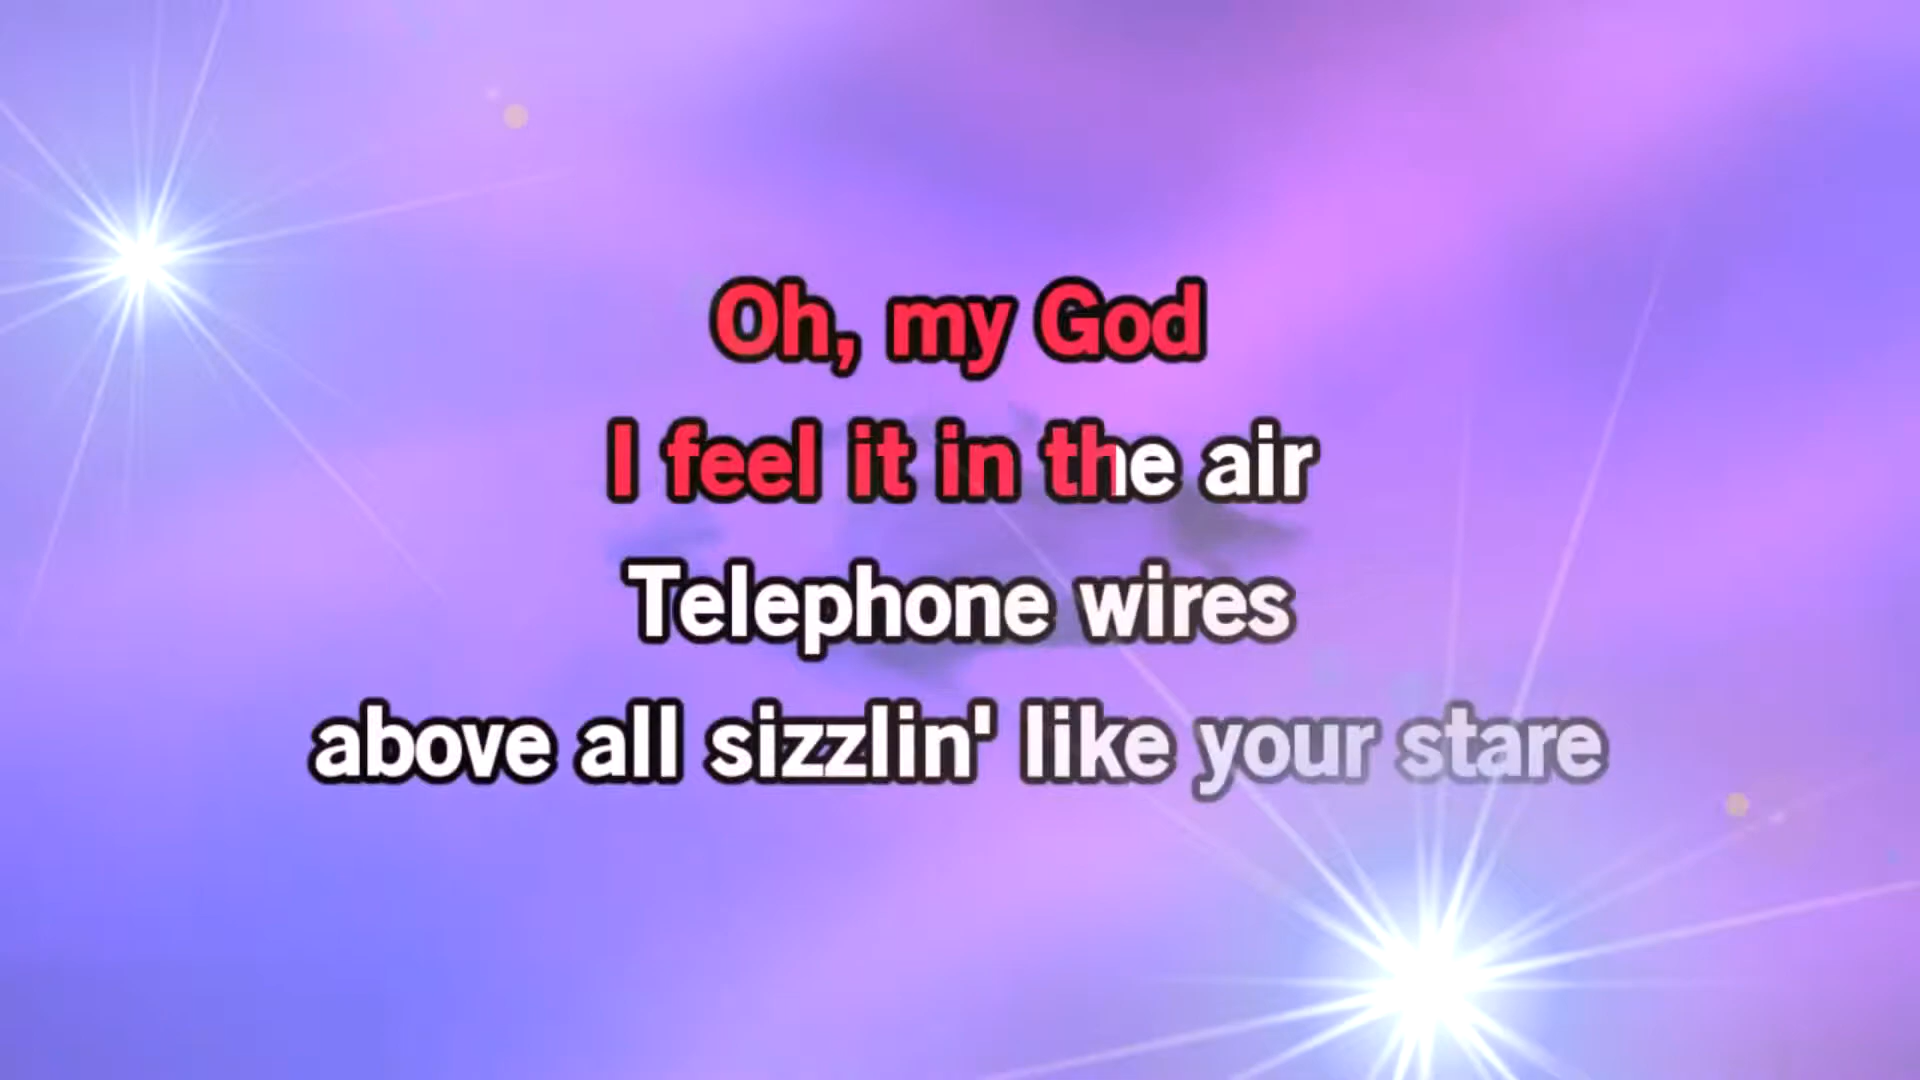 Oh, my God
I feel it in the air
Telephone wires
above all sizzlin' like your stare